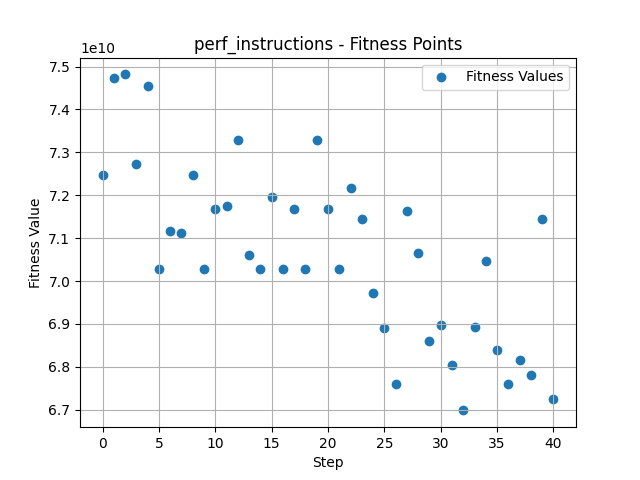 perf_instructions - Fitness Points
1e10
Fitness Values
7.5
7.4
7.3
7.2
7.1
7.0
6.9
6.8
6.7
Fitness Value
0 5 10 15 20 25 30 35 40
Step